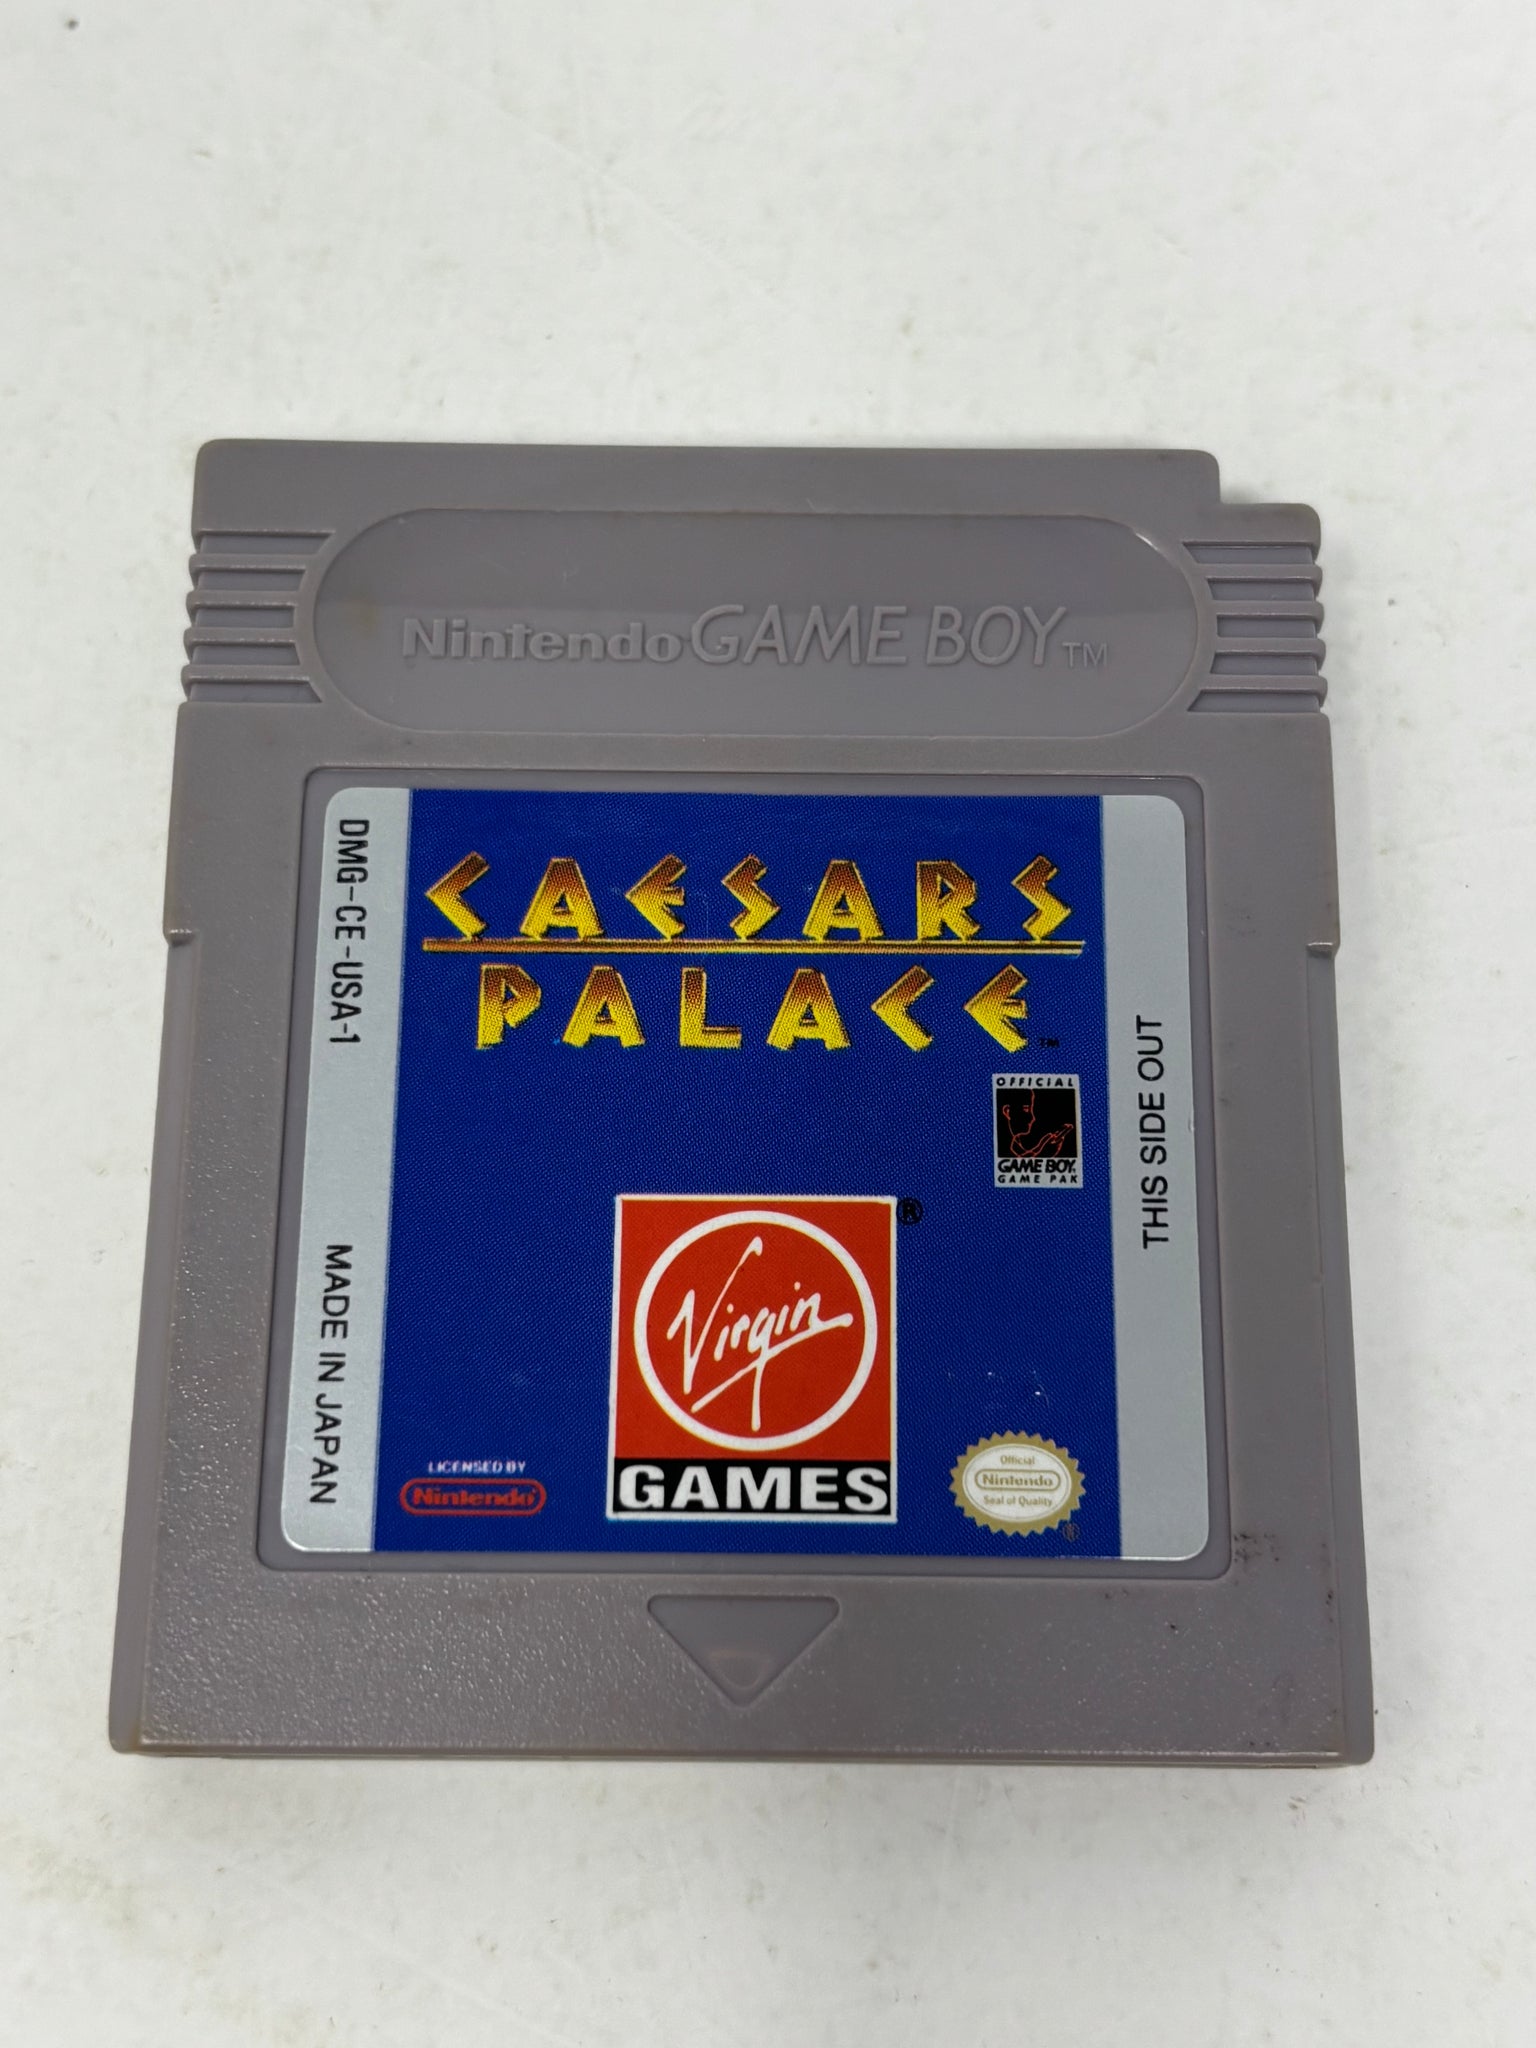 Nintendo GAME BOY TM
DMG-CE-USA-1
MADE IN JAPAN
CAESARS
PALACE TM
OFFICIAL
GAME BOY
GAME PAK
THIS SIDE OUT
Virgin ®
GAMES
LICENSED BY
Nintendo
Official
Nintendo
Seal of Quality
®